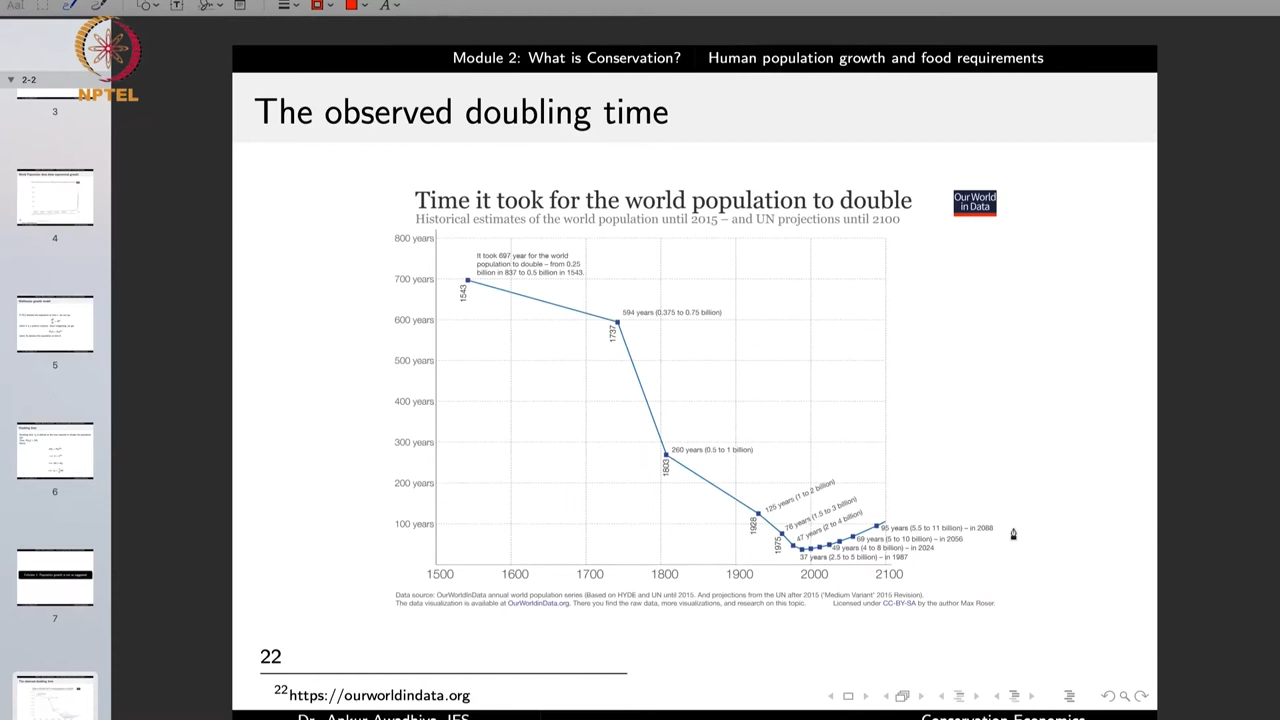 NPTEL
2-2
3
4
5
6
7
Module 2: What is Conservation? Human population growth and food requirements
The observed doubling time
Time it took for the world population to double
Our World
in Data
Historical estimates of the world population until 2015 – and UN projections until 2100
800 years
700 years
600 years
500 years
400 years
300 years
200 years
100 years
It took 697 year for the world
population to double – from 0.25
billion in 837 to 0.5 billion in 1543.
1543
594 years (0.375 to 0.75 billion)
1737
260 years (0.5 to 1 billion)
1803
125 years (1 to 2 billion)
1928
76 years (1.5 to 3 billion)
1975
47 years (2 to 4 billion)
95 years (5.5 to 11 billion) – in 2088
69 years (5 to 10 billion) – in 2056
49 years (4 to 8 billion) – in 2024
37 years (2.5 to 5 billion) – in 1987
1500 1600 1700 1800 1900 2000 2100
Data source: OurWorldInData annual world population series (Based on HYDE and UN until 2015. And projections from the UN after 2015 ('Medium Variant' 2015 Revision).
The data visualization is available at OurWorldinData.org. There you find the raw data, more visualizations, and research on this topic. Licensed under CC-BY-SA by the author Max Roser.
22
22https://ourworldindata.org
Dr. Ankur Awadhiya, IFS Conservation Economics